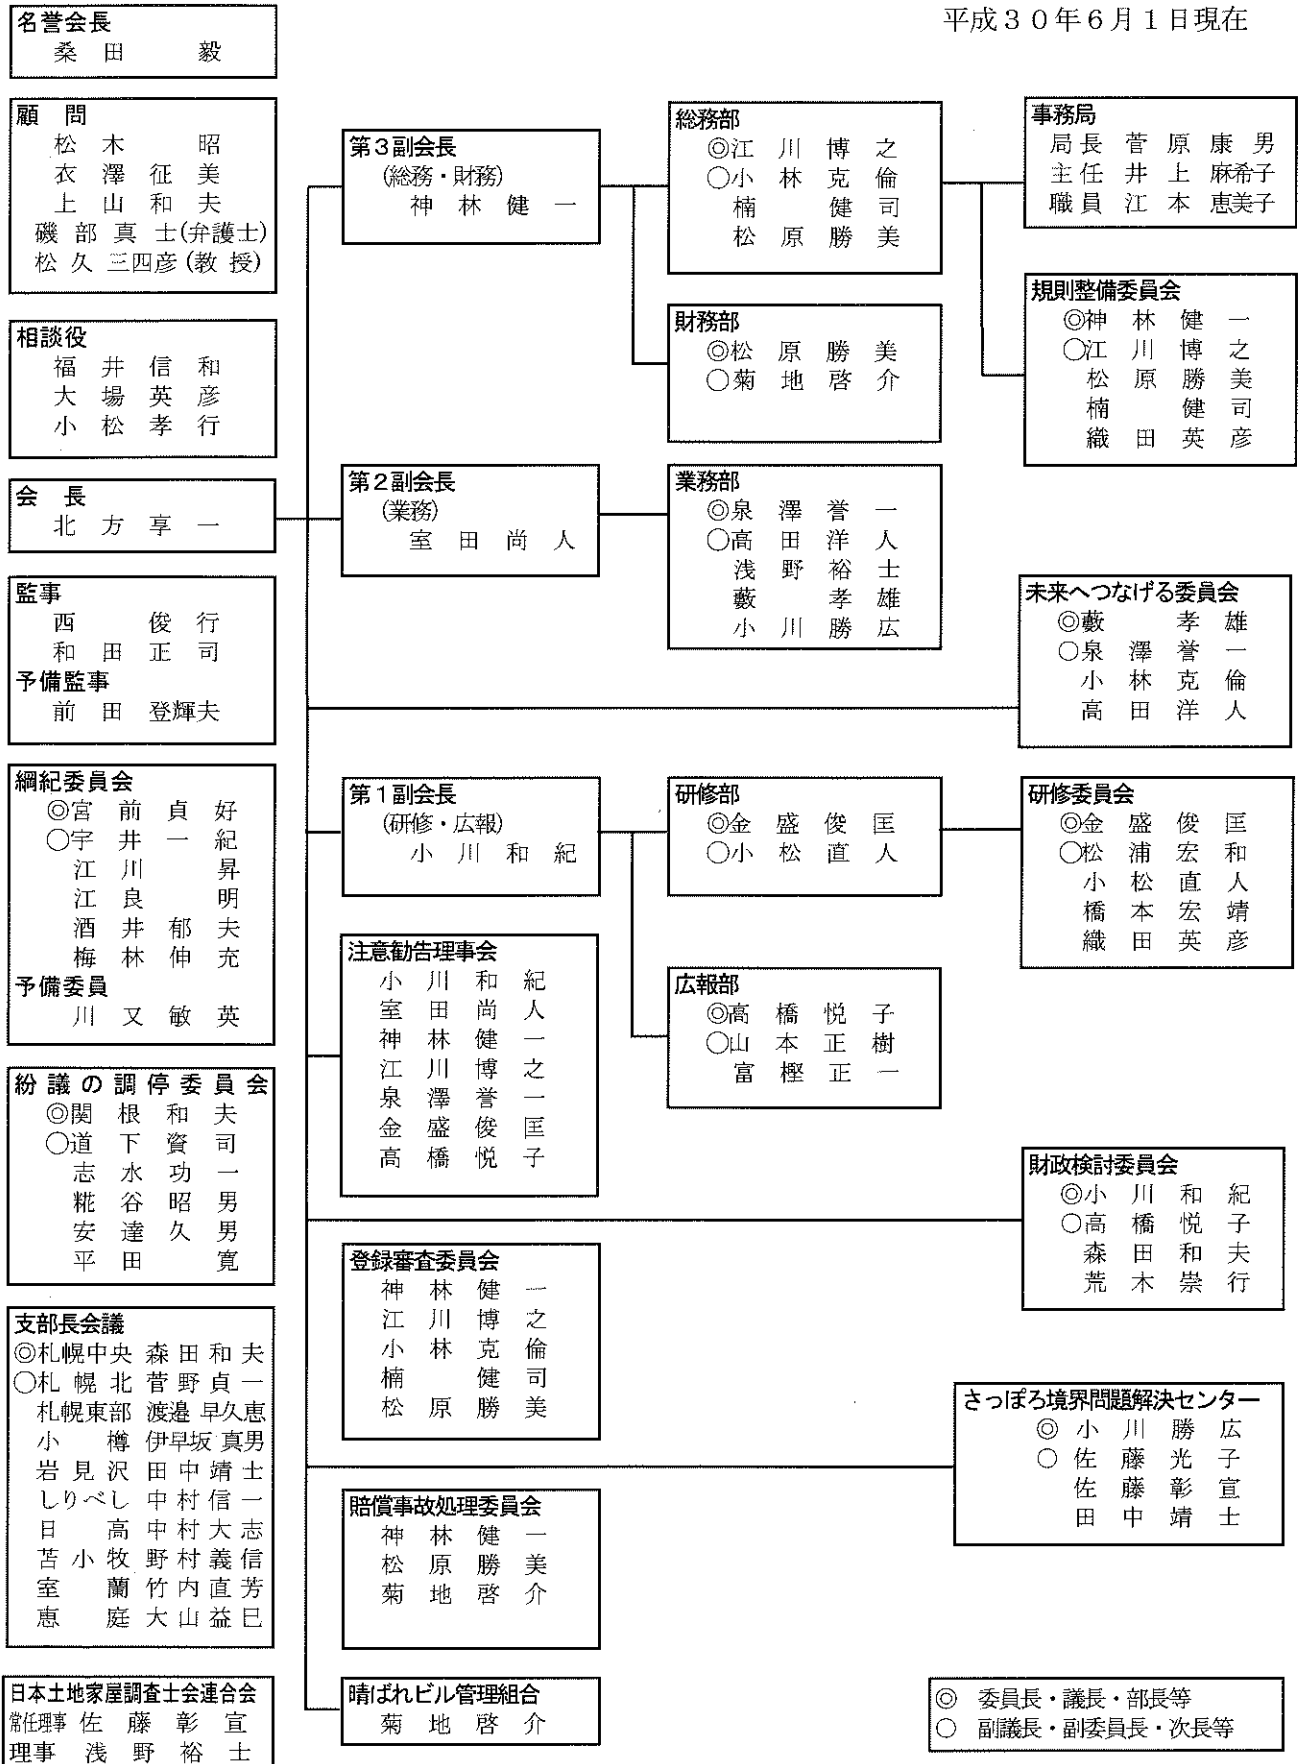 平成３０年６月１日現在
名誉会長
桑田　毅
顧問
松木　昭
衣澤征美
上山和夫
磯部真士(弁護士)
松久三四彦(教授)
相談役
福井信和
大場英彦
小松孝行
会長
北方享一
監事
西　俊行
和田正司
予備監事
前田登輝夫
綱紀委員会
◎宮前貞好
○宇井一紀
江川　昇
江良　明
酒井郁夫
梅林伸充
予備委員
川又敏英
紛議の調停委員会
◎関根和夫
○道下資司
志水功一
糀谷昭男
安達久男
平田　寛
支部長会議
◎札幌中央 森田和夫
○札幌北 菅野貞一
札幌東部 渡邉早久恵
小樽 伊早坂真男
岩見沢 田中靖士
しりべし 中村信一
日高 中村大志
苫小牧 野村義信
室蘭 竹内直芳
恵庭 大山益巳
日本土地家屋調査士会連合会
常任理事 佐藤彰宣
理事 浅野裕士
第３副会長
(総務・財務)
神林健一
第２副会長
(業務)
室田尚人
第１副会長
(研修・広報)
小川和紀
注意勧告理事会
小川和紀
室田尚人
神林健一
江川博之
泉澤誉一
金盛俊匡
高橋悦子
登録審査委員会
神林健一
江川博之
小林克倫
楠　健司
松原勝美
賠償事故処理委員会
神林健一
松原勝美
菊地啓介
晴ばれビル管理組合
菊地啓介
総務部
◎江川博之
○小林克倫
楠　健司
松原勝美
財務部
◎松原勝美
○菊地啓介
業務部
◎泉澤誉一
○高田洋人
浅野裕士
藪　孝雄
小川勝広
研修部
◎金盛俊匡
○小松直人
広報部
◎高橋悦子
○山本正樹
富樫正一
事務局
局長 菅原康男
主任 井上麻希子
職員 江本恵美子
規則整備委員会
◎神林健一
○江川博之
松原勝美
楠　健司
織田英彦
未来へつなげる委員会
◎藪　孝雄
○泉澤誉一
小林克倫
高田洋人
研修委員会
◎金盛俊匡
○松浦宏和
小松直人
橋本宏靖
織田英彦
財政検討委員会
◎小川和紀
○高橋悦子
森田和夫
荒木崇行
さっぽろ境界問題解決センター
◎小川勝広
○佐藤光子
佐藤彰宣
田中靖士
◎　委員長・議長・部長等
○　副議長・副委員長・次長等